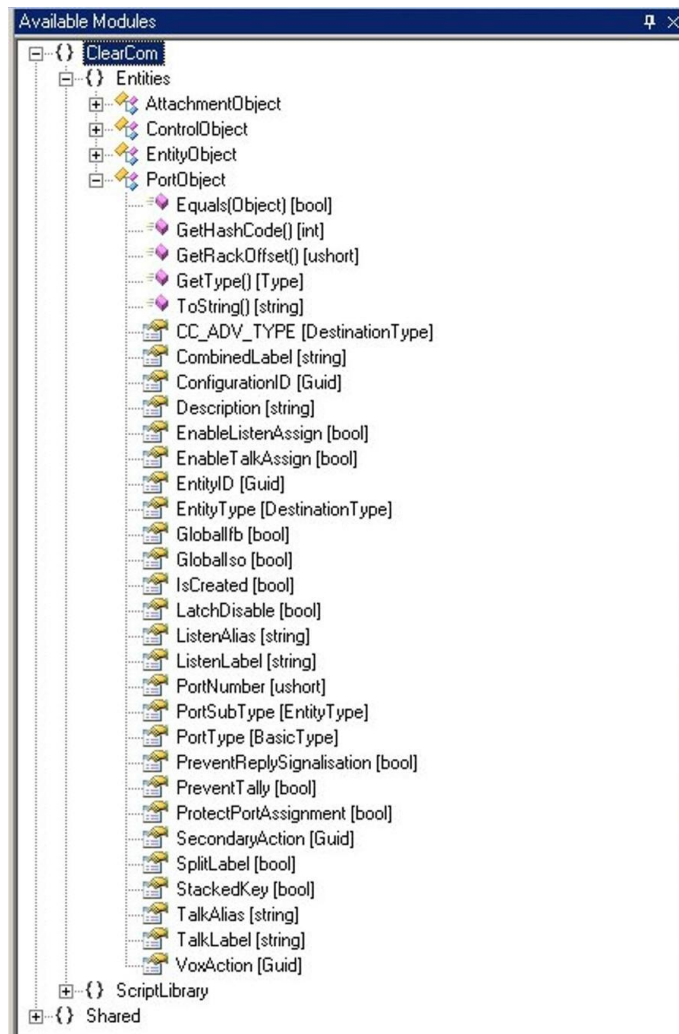 Available Modules
{} ClearCom
{} Entities
AttachmentObject
ControlObject
EntityObject
PortObject
Equals(Object) [bool]
GetHashCode() [int]
GetRackOffset() [ushort]
GetType() [Type]
ToString() [string]
CC_ADV_TYPE [DestinationType]
CombinedLabel [string]
ConfigurationID [Guid]
Description [string]
EnableListenAssign [bool]
EnableTalkAssign [bool]
EntityID [Guid]
EntityType [DestinationType]
GlobalIfb [bool]
GlobalIso [bool]
IsCreated [bool]
LatchDisable [bool]
ListenAlias [string]
ListenLabel [string]
PortNumber [ushort]
PortSubType [EntityType]
PortType [BasicType]
PreventReplySignalisation [bool]
PreventTally [bool]
ProtectPortAssignment [bool]
SecondaryAction [Guid]
SplitLabel [bool]
StackedKey [bool]
TalkAlias [string]
TalkLabel [string]
VoxAction [Guid]
{} ScriptLibrary
{} Shared